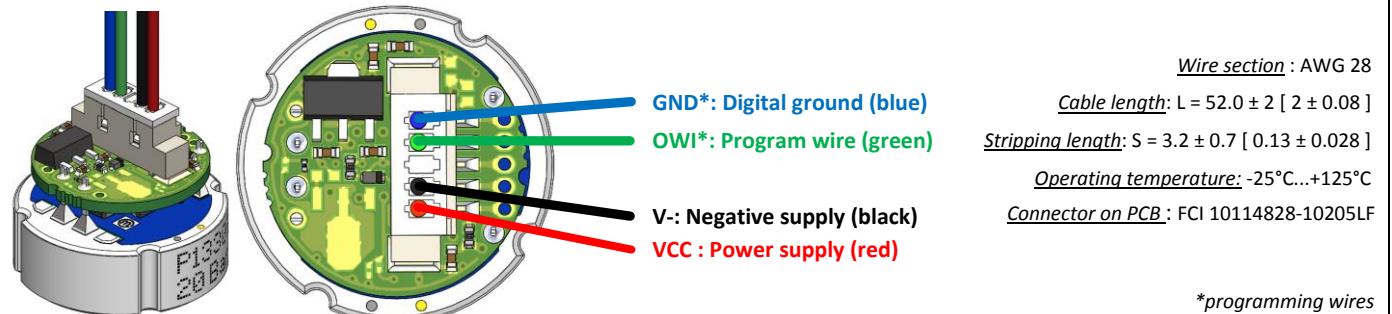 GND*: Digital ground (blue)
OWI*: Program wire (green)
V-: Negative supply (black)
VCC : Power supply (red)
Wire section : AWG 28
Cable length: L = 52.0 ± 2 [ 2 ± 0.08 ]
Stripping length: S = 3.2 ± 0.7 [ 0.13 ± 0.028 ]
Operating temperature: -25°C...+125°C
Connector on PCB : FCI 10114828-10205LF
*programming wires
20 Ba